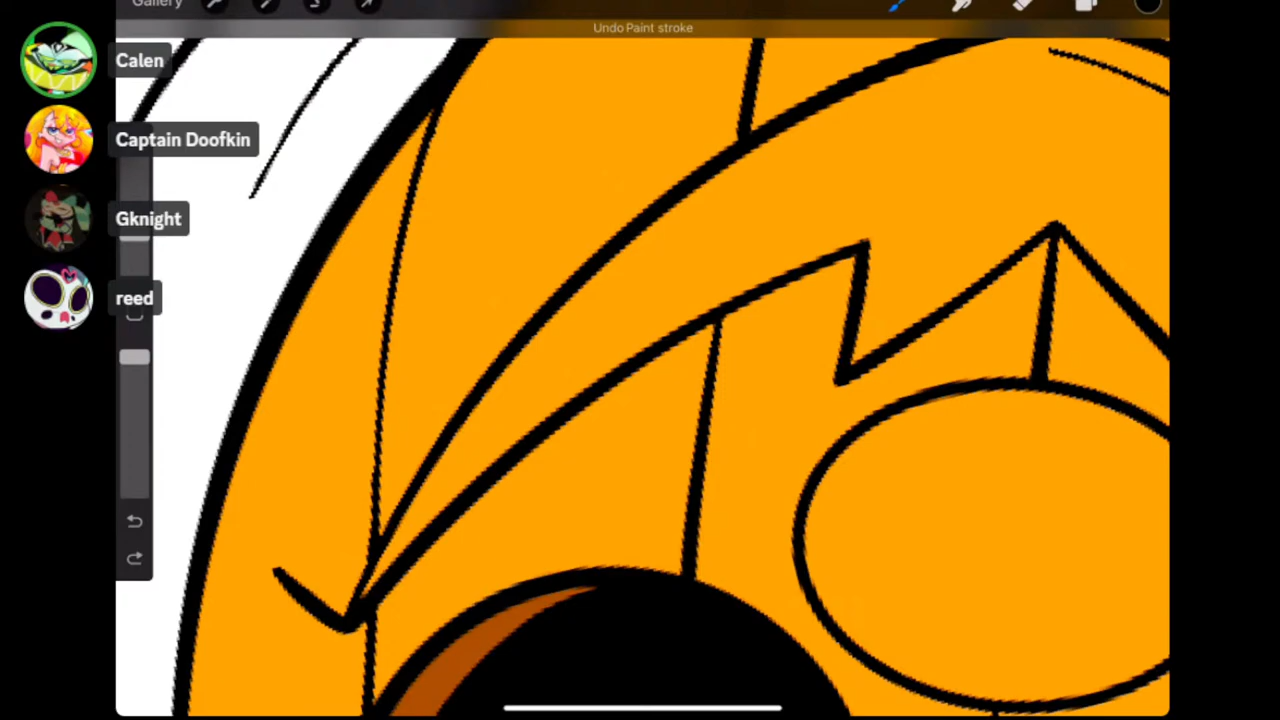 Gallery
Undo Paint stroke
Calen
Captain Doofkin
Gknight
reed